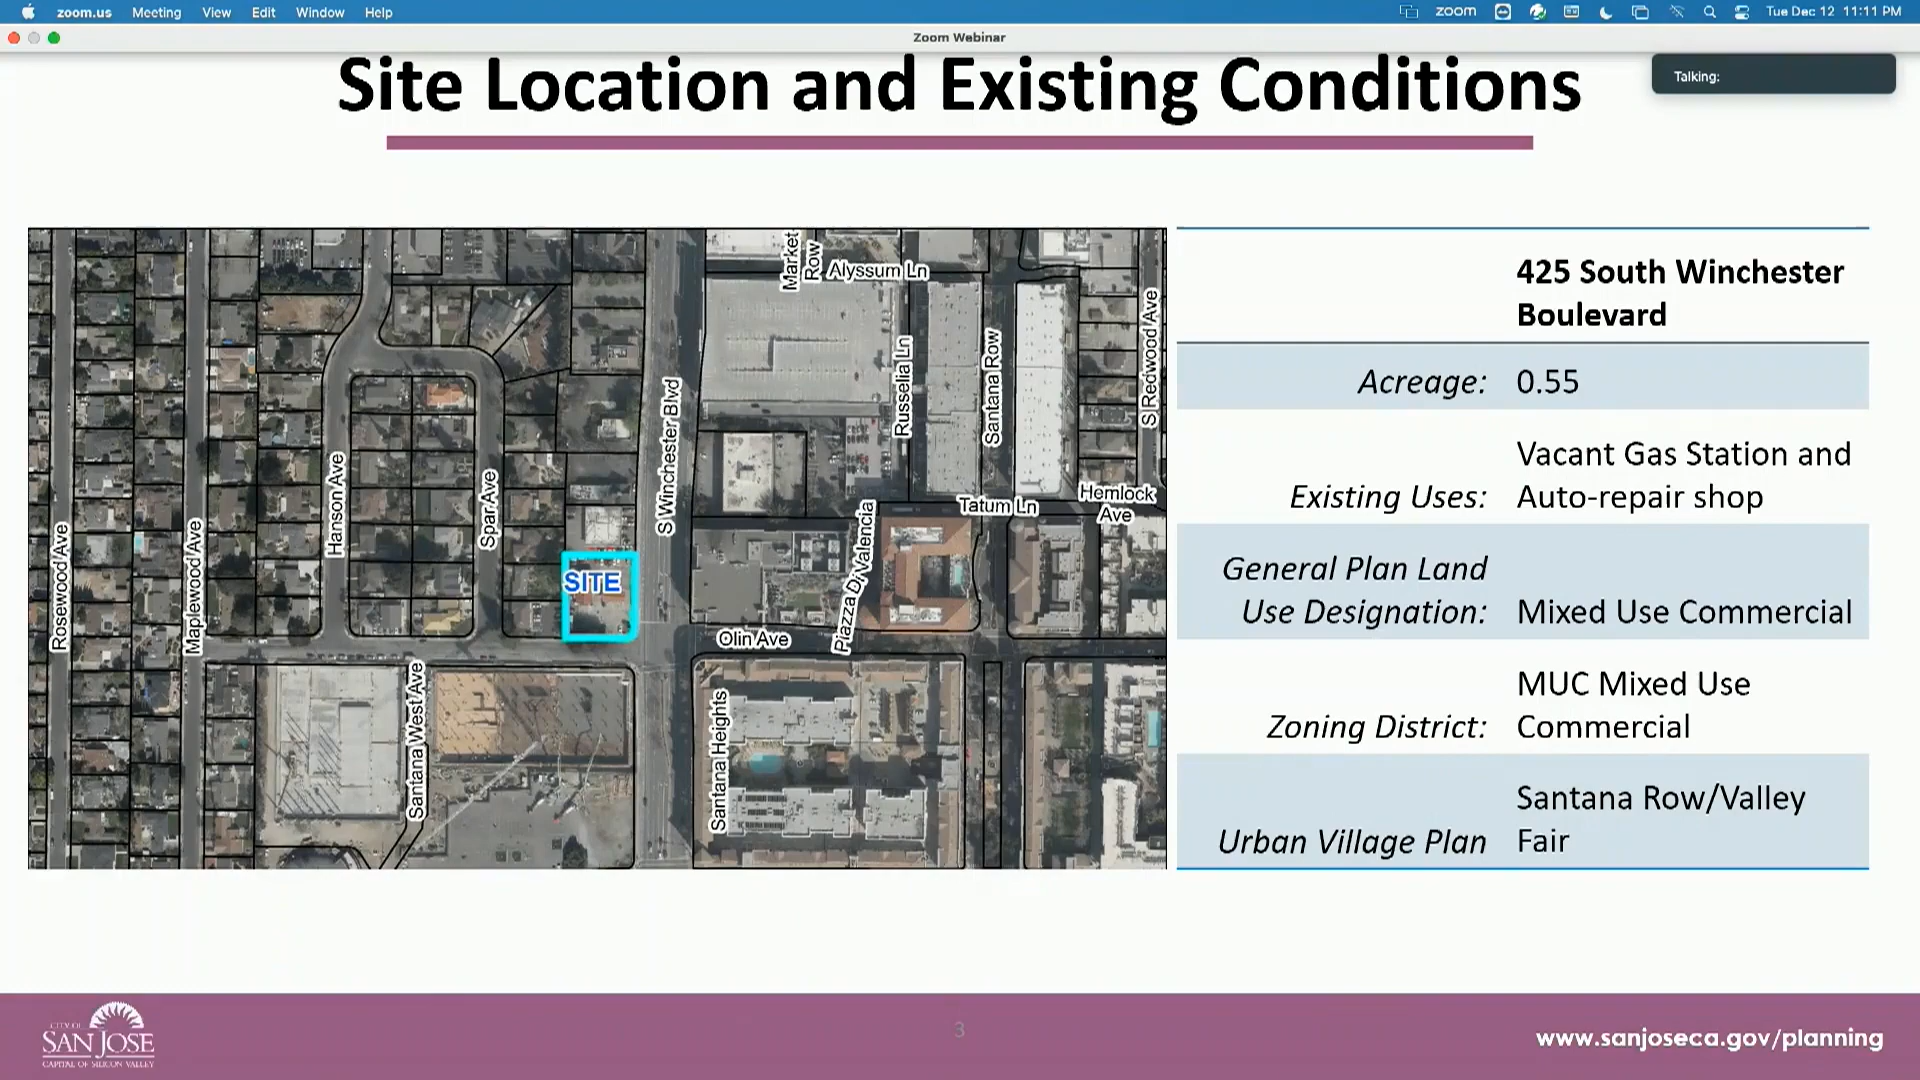 zoom.us Meeting View Edit Window Help
zoom
Tue Dec 12 11:11 PM
Zoom Webinar
Talking:
Site Location and Existing Conditions
Market
Row
Alyssum Ln
Russelia Ln
Santana Row
S Redwood Ave
S Winchester Blvd
Hanson Ave
Spar Ave
Rosewood Ave
Maplewood Ave
Tatum Ln
Hemlock
Ave
Piazza Di Valencia
SITE
Olin Ave
Santana West Ave
Santana Heights
425 South Winchester
Boulevard
Acreage: 0.55
Vacant Gas Station and
Existing Uses: Auto-repair shop
General Plan Land
Use Designation: Mixed Use Commercial
MUC Mixed Use
Zoning District: Commercial
Santana Row/Valley
Urban Village Plan Fair
CITY OF
SAN JOSE
CAPITAL OF SILICON VALLEY
3
www.sanjoseca.gov/planning